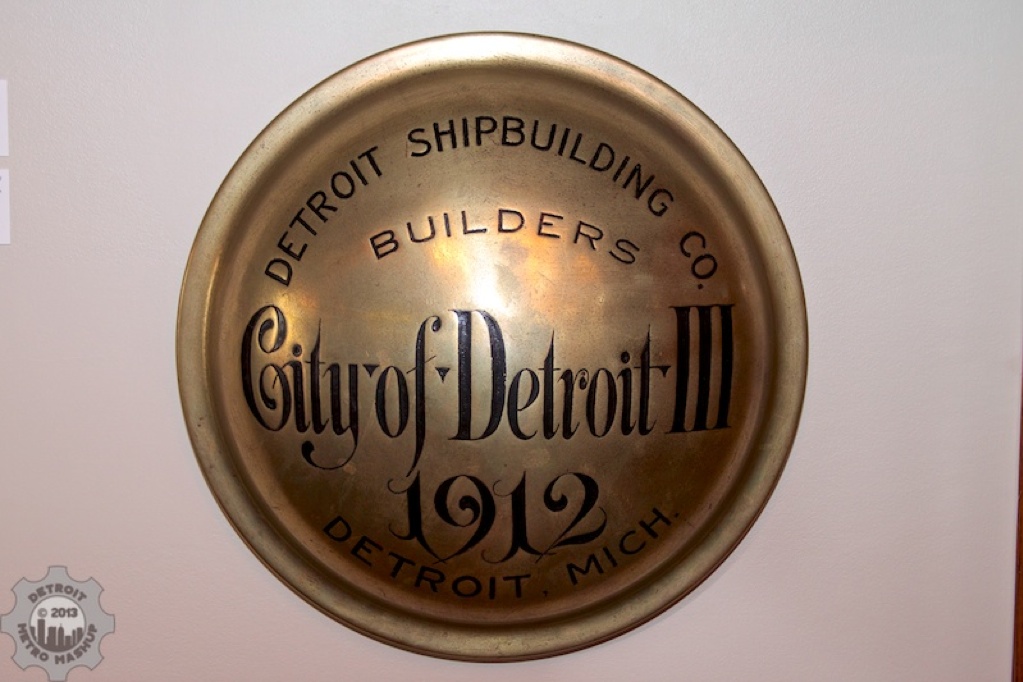 DETROIT SHIPBUILDING CO.
BUILDERS
City·of·Detroit·III
1912
DETROIT, MICH.
DETROIT
© 2013
METRO MASHUP